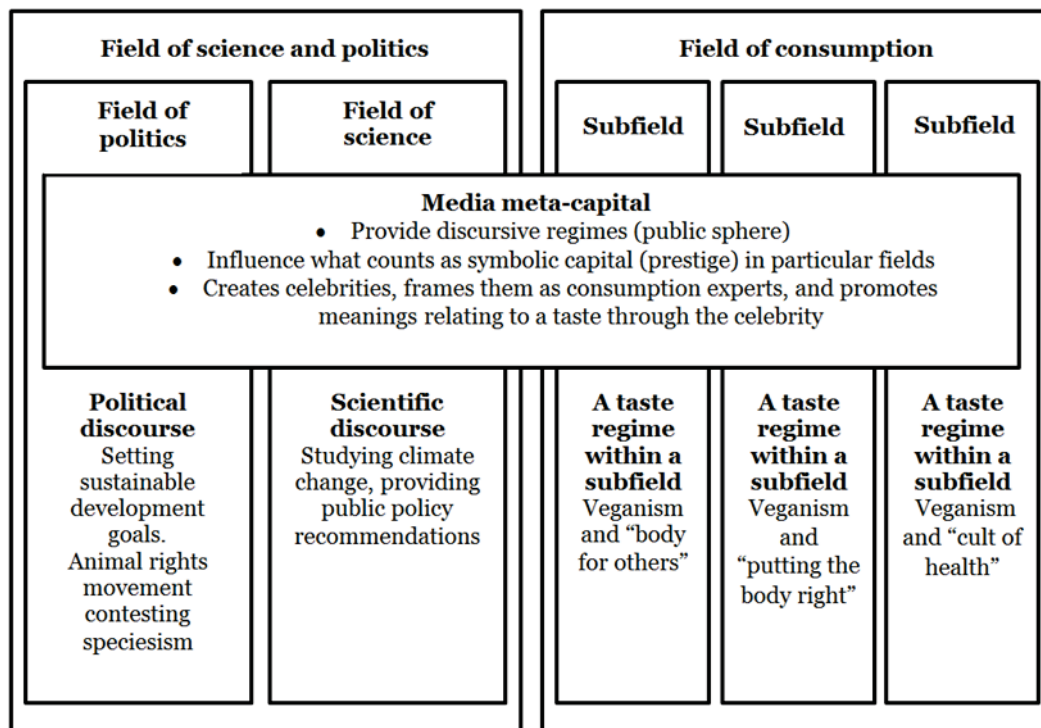 Field of science and politics
Field of
politics
Field of
science
Field of consumption
Subfield
Subfield
Subfield
Media meta-capital
• Provide discursive regimes (public sphere)
• Influence what counts as symbolic capital (prestige) in particular fields
• Creates celebrities, frames them as consumption experts, and promotes
meanings relating to a taste through the celebrity
Political
discourse
Setting
sustainable
development
goals.
Animal rights
movement
contesting
speciesism
Scientific
discourse
Studying climate
change, providing
public policy
recommendations
A taste
regime
within a
subfield
Veganism
and “body
for others”
A taste
regime
within a
subfield
Veganism
and
“putting the
body right”
A taste
regime
within a
subfield
Veganism
and “cult of
health”